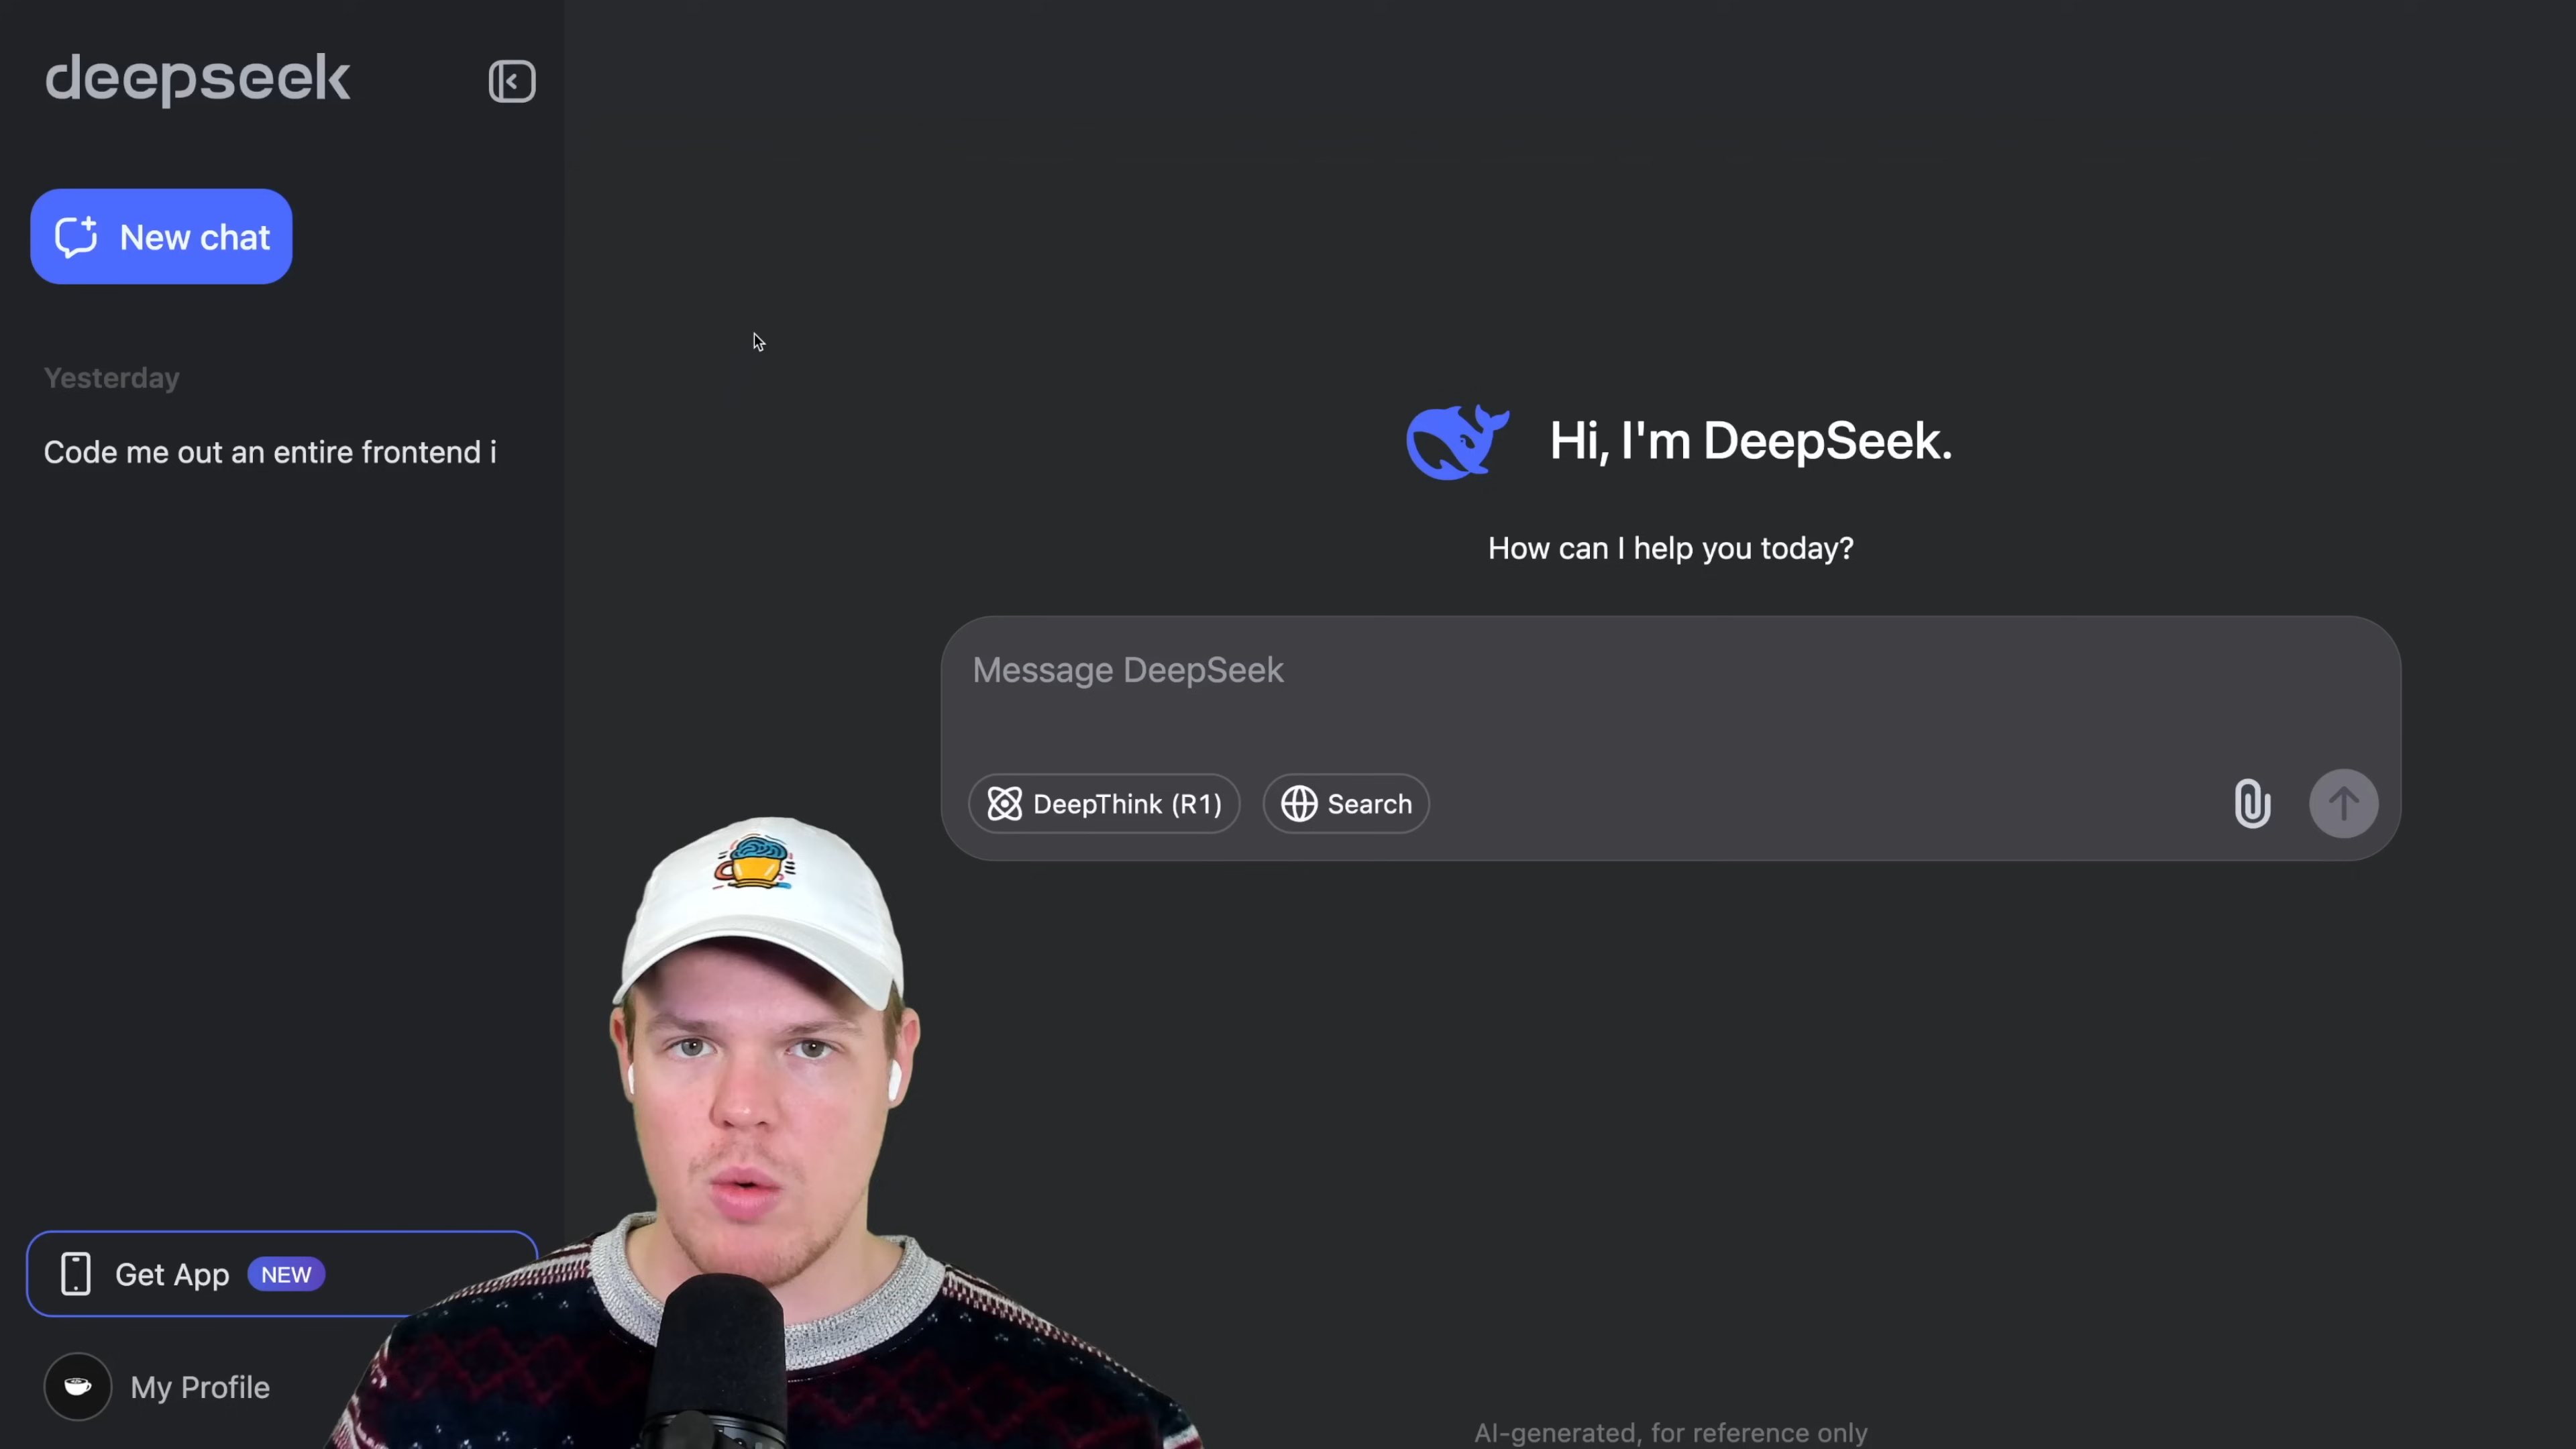 deepseek
New chat
Yesterday
Code me out an entire frontend i
Get App NEW
My Profile
Hi, I'm DeepSeek.
How can I help you today?
Message DeepSeek
DeepThink (R1) Search
AI-generated, for reference only